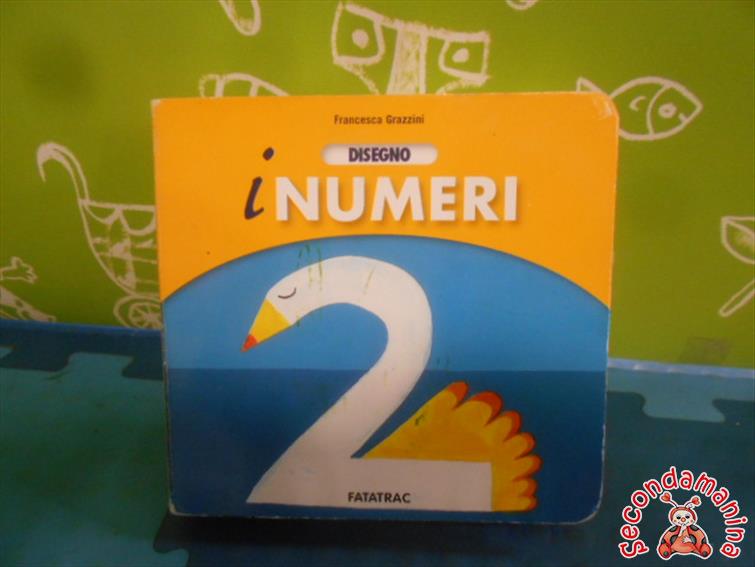 Francesca Grazzini
DISEGNO
i NUMERI
FATATRAC
Secondamanina